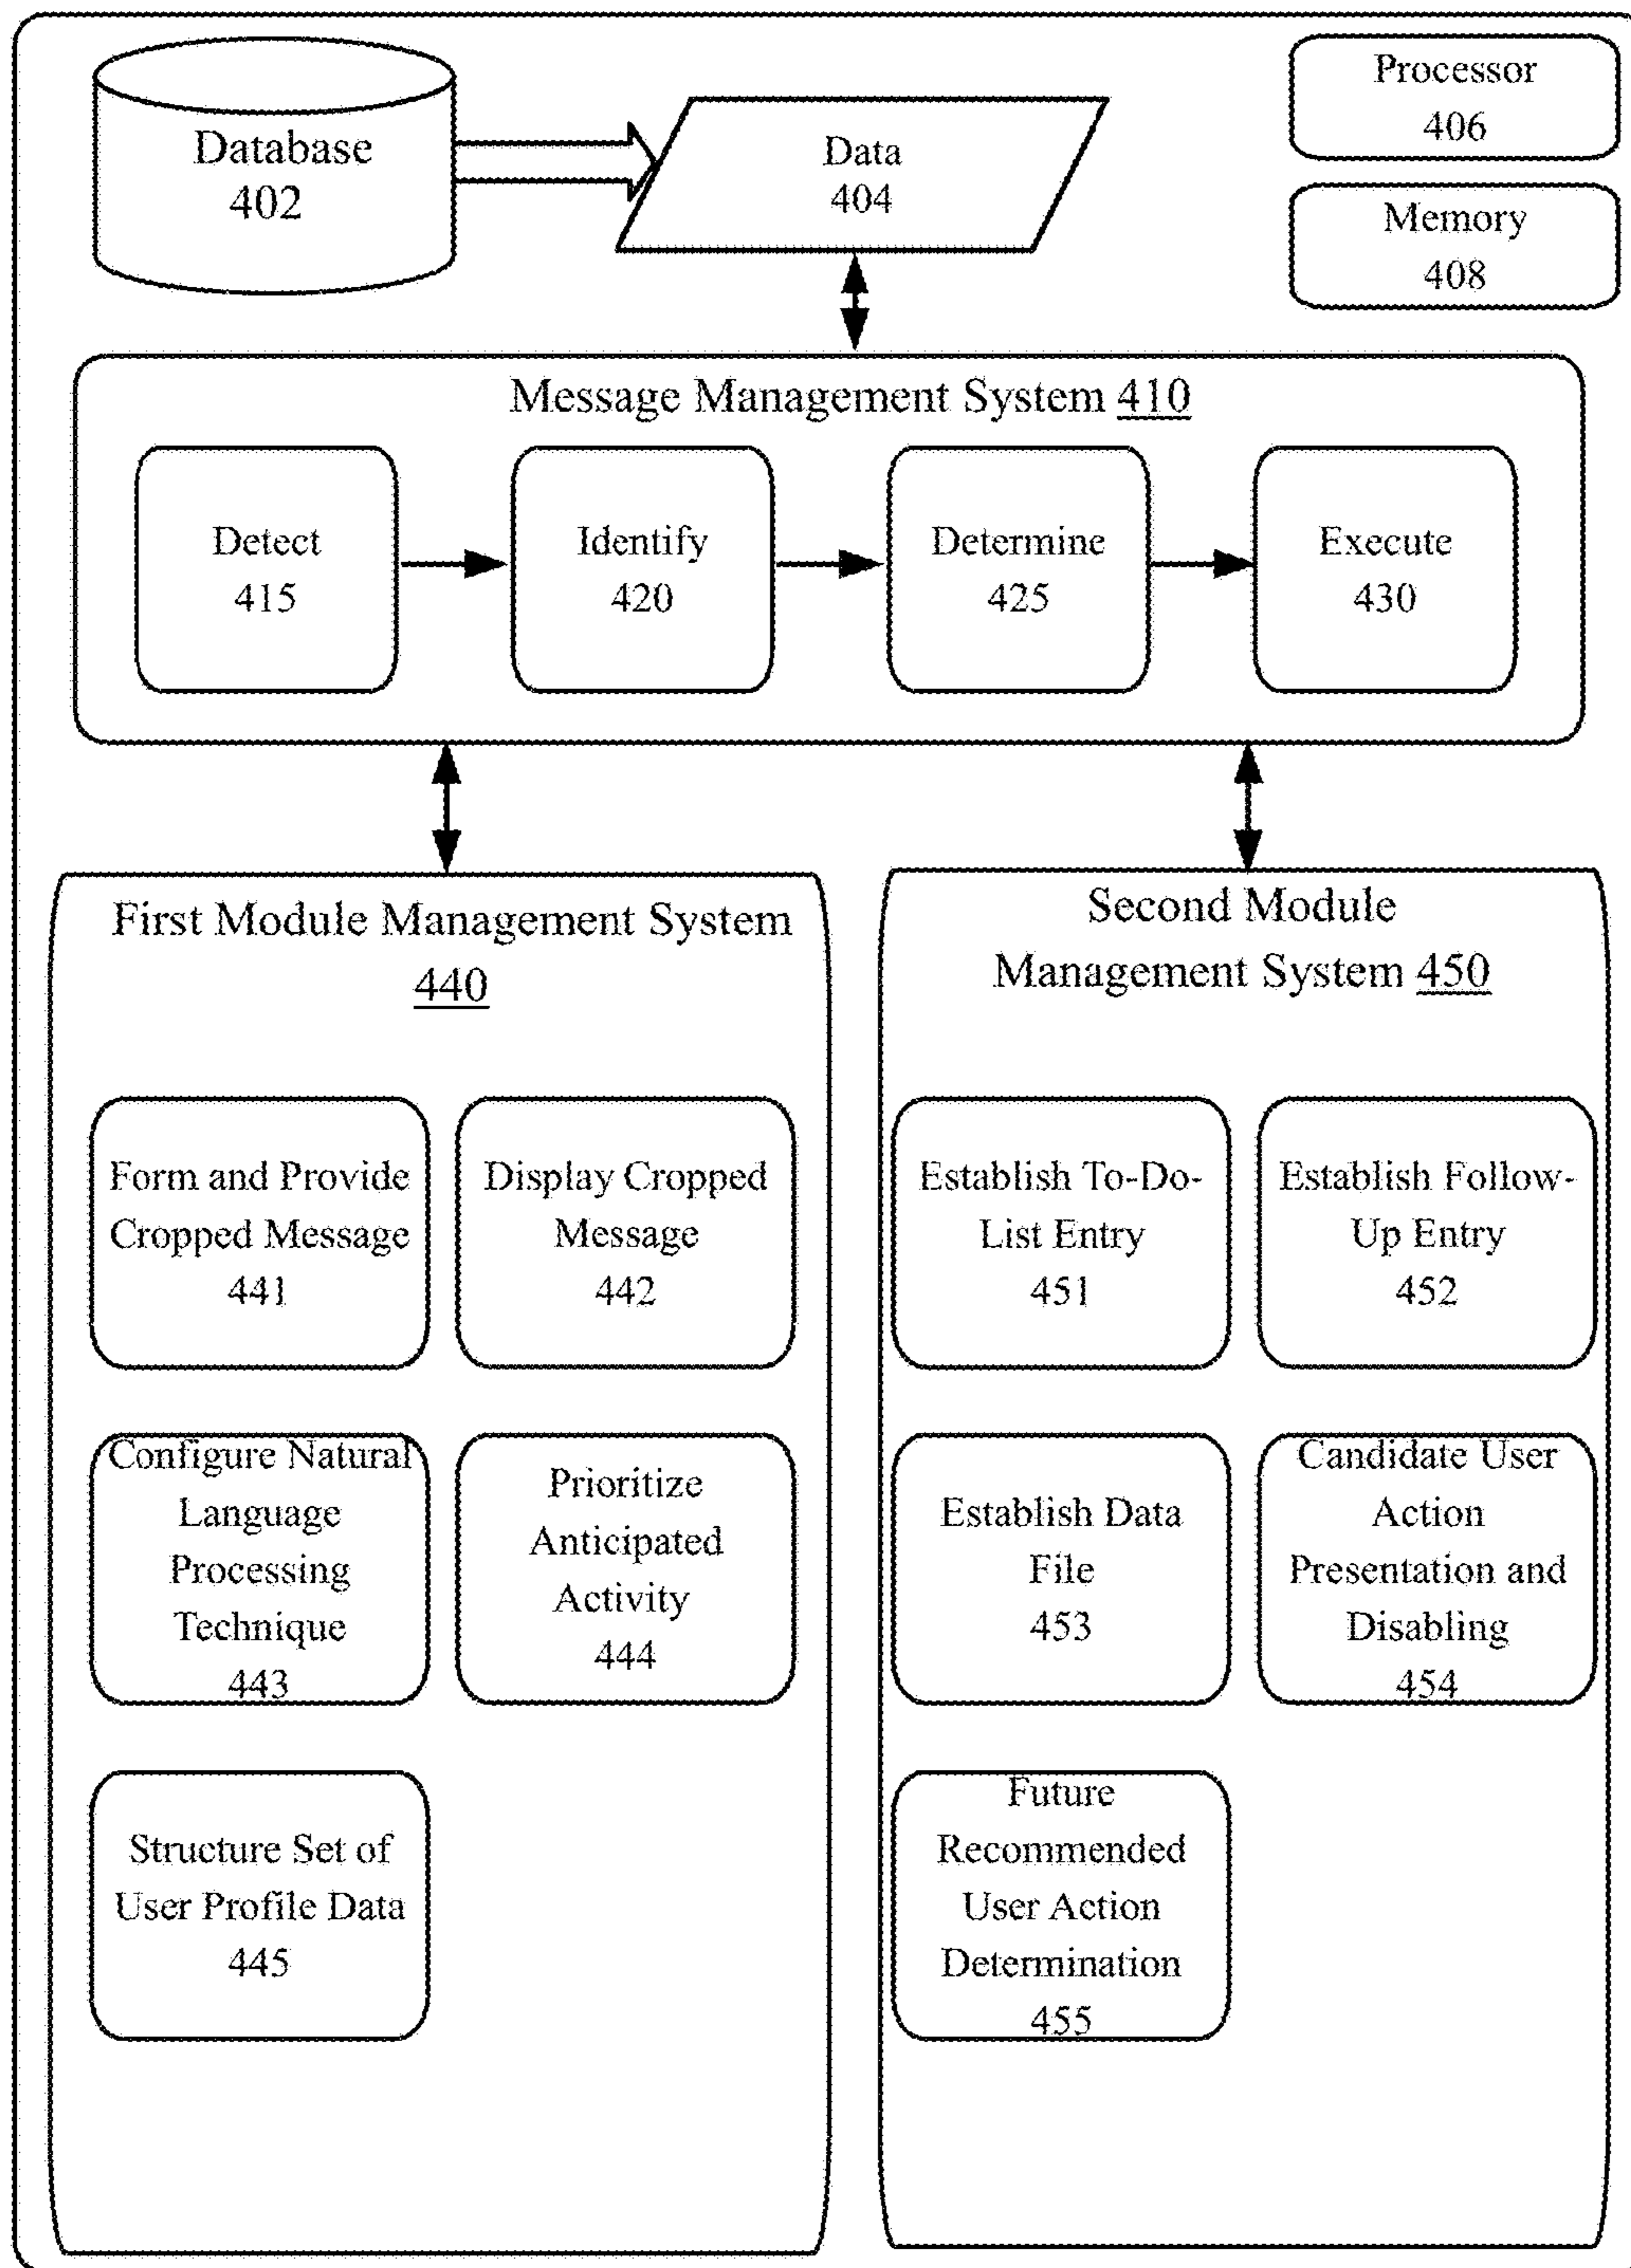 Database
402
Data
404
Processor
406
Memory
408
Message Management System 410
Detect
415
Identify
420
Determine
425
Execute
430
First Module Management System
440
Form and Provide
Cropped Message
441
Display Cropped
Message
442
Configure Natural
Language
Processing
Technique
443
Prioritize
Anticipated
Activity
444
Structure Set of
User Profile Data
445
Second Module
Management System 450
Establish To-Do-
List Entry
451
Establish Follow-
Up Entry
452
Establish Data
File
453
Candidate User
Action
Presentation and
Disabling
454
Future
Recommended
User Action
Determination
455